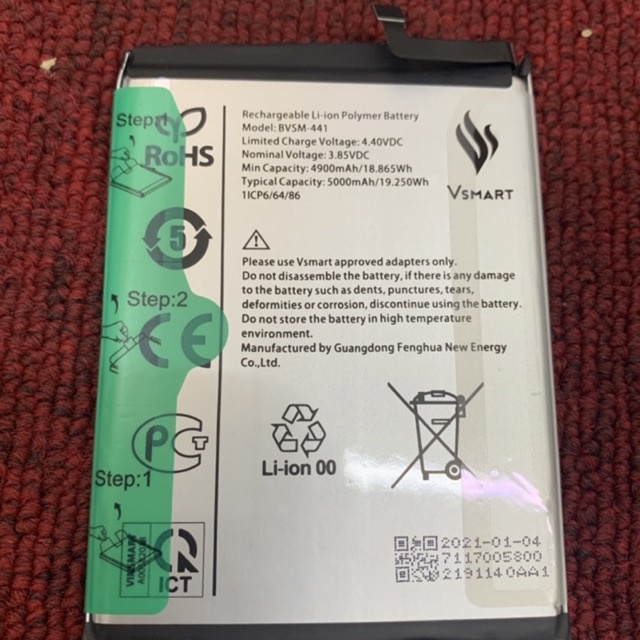 Step:1
RoHS
5
Step:2
CE
PCT
Step:1
ICT
Rechargeable Li-ion Polymer Battery
Model: BVSM-441
Limited Charge Voltage: 4.40VDC
Nominal Voltage: 3.85VDC
Min Capacity: 4900mAh/18.865Wh
Typical Capacity: 5000mAh/19.250Wh
1ICP6/64/86
VSMART
Please use Vsmart approved adapters only.
Do not disassemble the battery, if there is any damage
to the battery such as dents, punctures, tears,
deformities or corrosion, discontinue using the battery.
Do not store the battery in high temperature
environment.
Manufactured by Guangdong Fenghua New Energy
Co.,Ltd.
Li-ion 00
2021-01-04
7117005800
2191140AA1